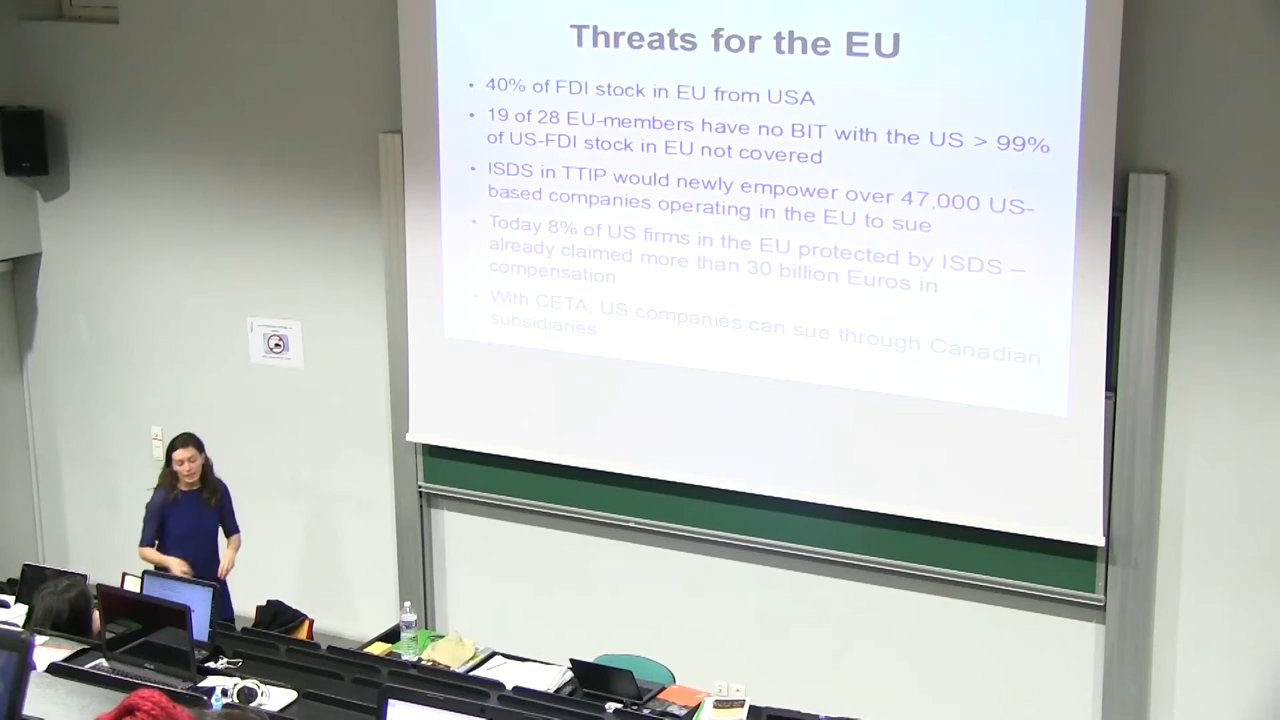 Threats for the EU
• 40% of FDI stock in EU from USA
• 19 of 28 EU-members have no BIT with the US > 99%
of US-FDI stock in EU not covered
• ISDS in TTIP would newly empower over 47,000 US-
based companies operating in the EU to sue
• Today 8% of US firms in the EU protected by ISDS –
already claimed more than 30 billion Euros in
compensation
• With CETA, US companies can sue through Canadian
subsidiaries